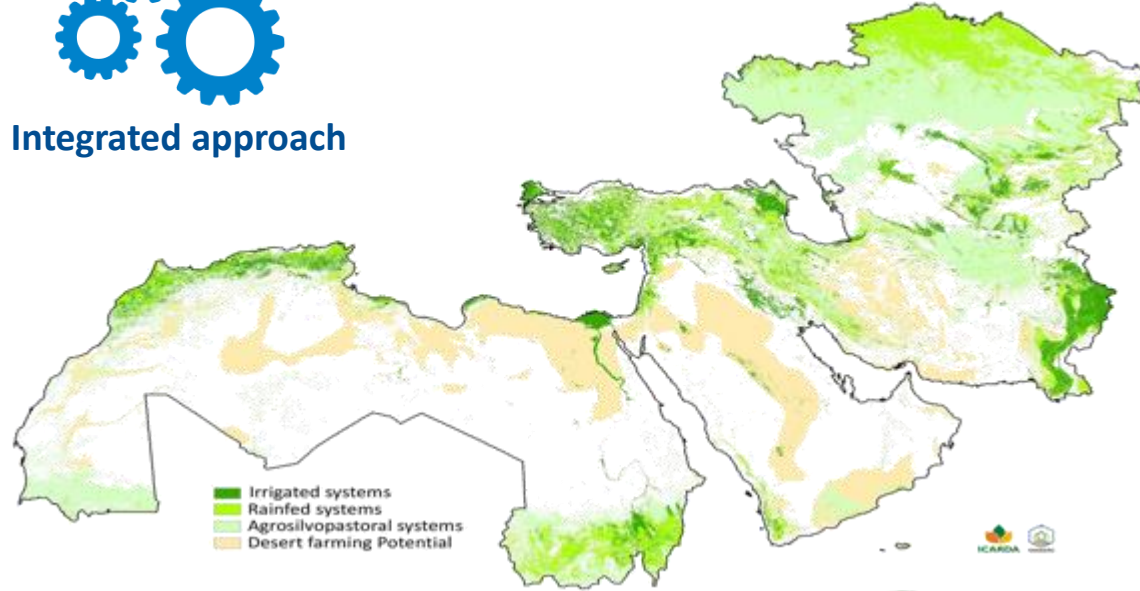 Integrated approach
Irrigated systems
Rainfed systems
Agrosilvopastoral systems
Desert farming Potential
ICARDA